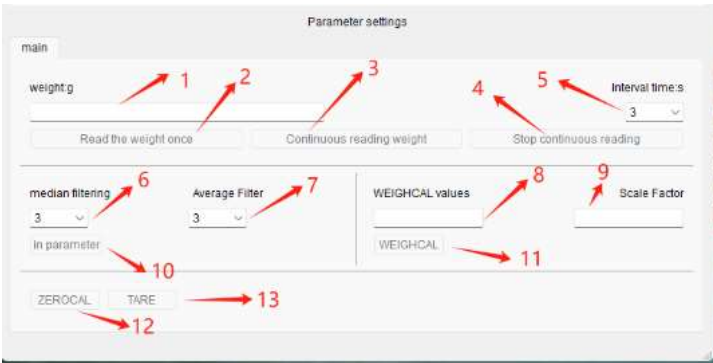 Parameter settings
main
1 2 3 4 5
weight:g Interval time:s
3
Read the weight once Continuous reading weight Stop continuous reading
6 7 8 9
median filtering Average Filter WEIGHCAL values Scale Factor
3 3
in parameter WEIGHCAL
10 11
ZEROCAL TARE 13
12